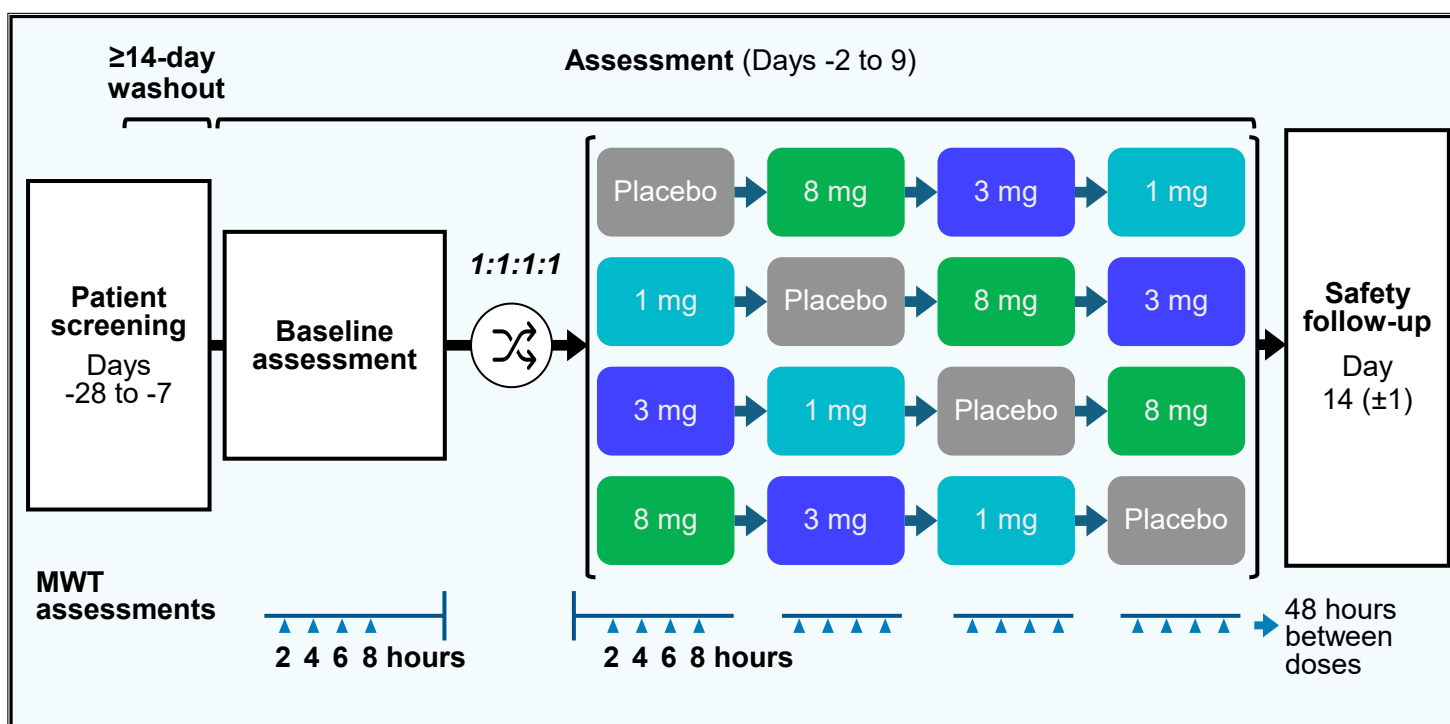 ≥14-day
washout
Assessment (Days -2 to 9)
Patient
screening
Days
-28 to -7
Baseline
assessment
1:1:1:1
Placebo
8 mg
3 mg
1 mg
1 mg
Placebo
8 mg
3 mg
3 mg
1 mg
Placebo
8 mg
8 mg
3 mg
1 mg
Placebo
Safety
follow-up
Day
14 (±1)
MWT
assessments
2 4 6 8 hours
2 4 6 8 hours
48 hours
between
doses